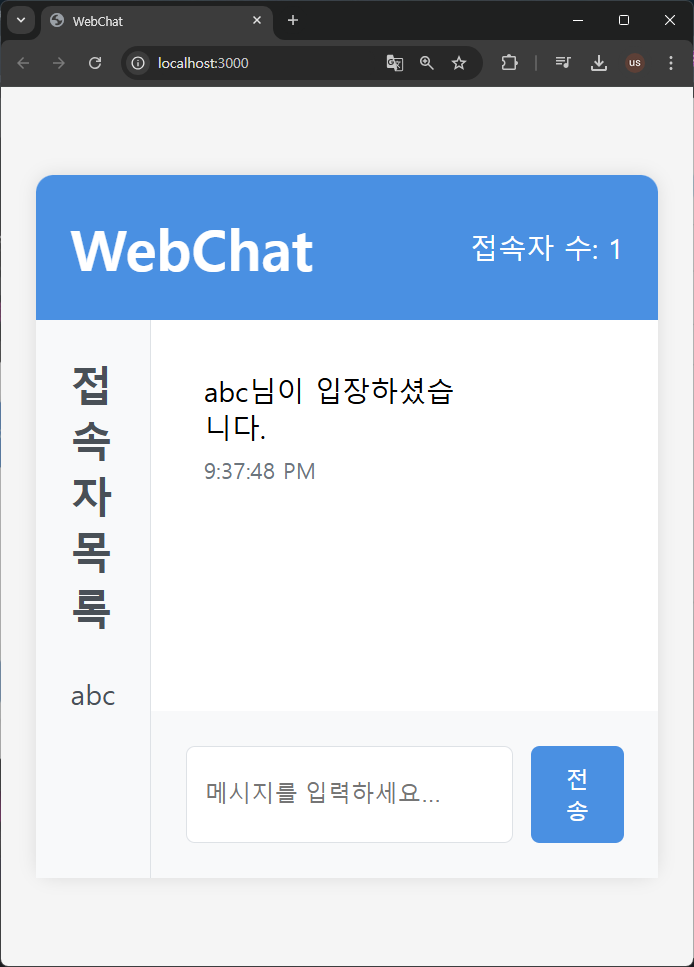 WebChat
localhost:3000
us
WebChat
접속자 수: 1
접
속
자
목
록
abc
abc님이 입장하셨습
니다.
9:37:48 PM
메시지를 입력하세요...
전
송